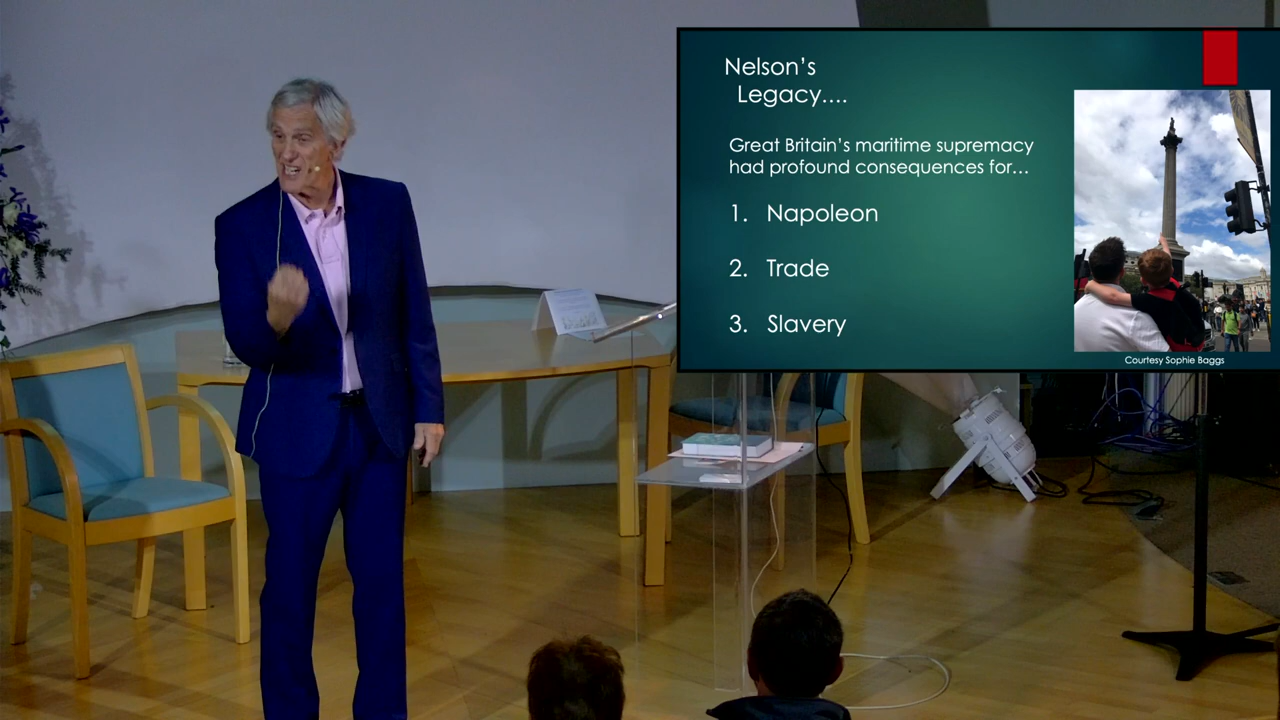 Nelson's
Legacy....
Great Britain's maritime supremacy
had profound consequences for...
1. Napoleon
2. Trade
3. Slavery
Courtesy Sophie Baggs